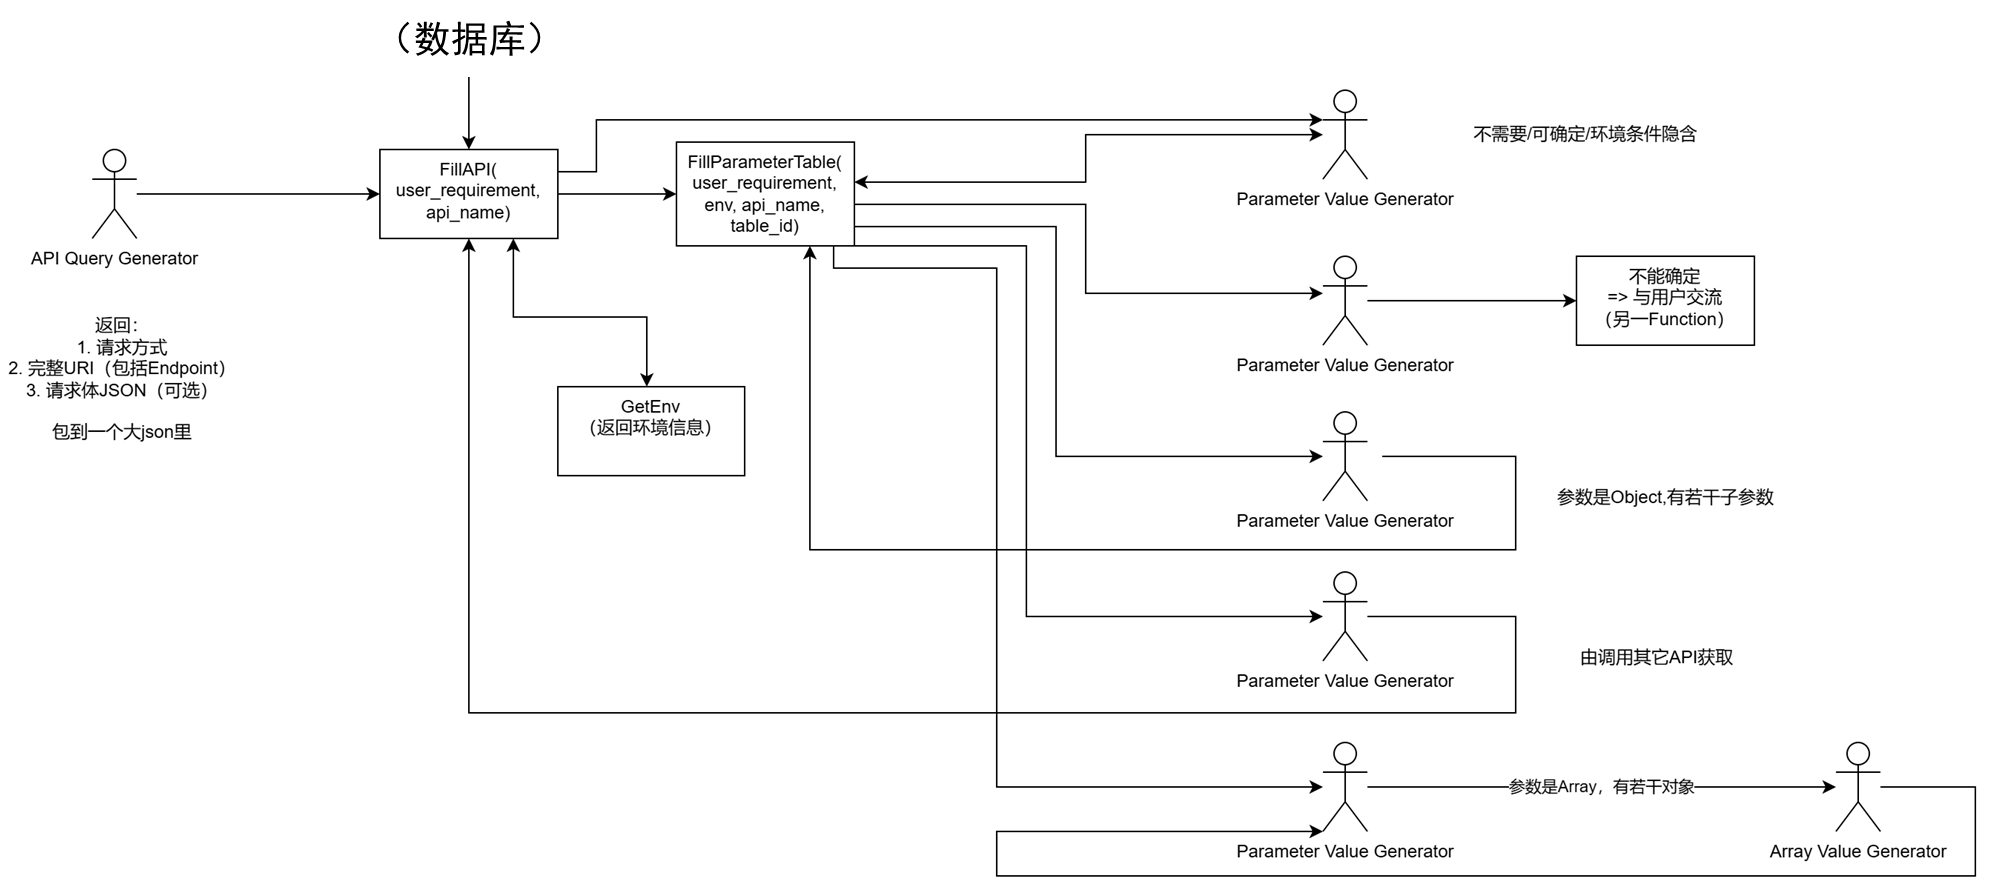 （数据库）
FillAPI(
user_requirement,
api_name)
FillParameterTable(
user_requirement,
env, api_name,
table_id)
不需要/可确定/环境条件隐含
Parameter Value Generator
API Query Generator
返回：
1. 请求方式
2. 完整URI（包括Endpoint）
3. 请求体JSON（可选）
包到一个大json里
GetEnv
（返回环境信息）
不能确定
=> 与用户交流
（另一Function）
Parameter Value Generator
参数是Object,有若干子参数
Parameter Value Generator
由调用其它API获取
Parameter Value Generator
参数是Array，有若干对象
Parameter Value Generator
Array Value Generator